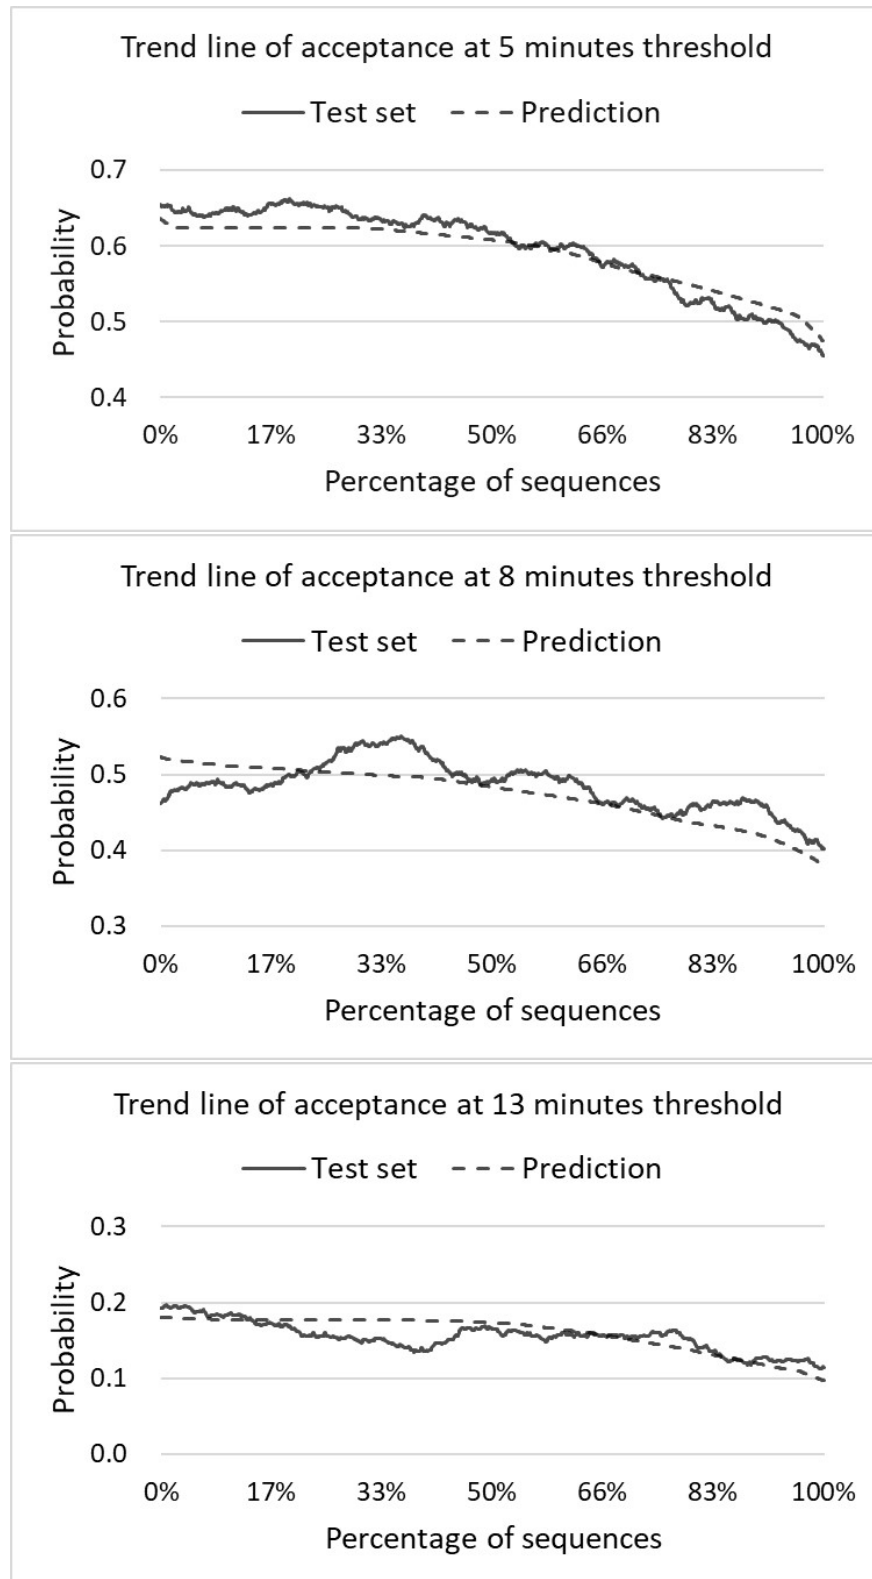 Trend line of acceptance at 5 minutes threshold
Test set Prediction
Probability
0.7
0.6
0.5
0.4
0% 17% 33% 50% 66% 83% 100%
Percentage of sequences
Trend line of acceptance at 8 minutes threshold
Test set Prediction
Probability
0.6
0.5
0.4
0.3
0% 17% 33% 50% 66% 83% 100%
Percentage of sequences
Trend line of acceptance at 13 minutes threshold
Test set Prediction
Probability
0.3
0.2
0.1
0.0
0% 17% 33% 50% 66% 83% 100%
Percentage of sequences